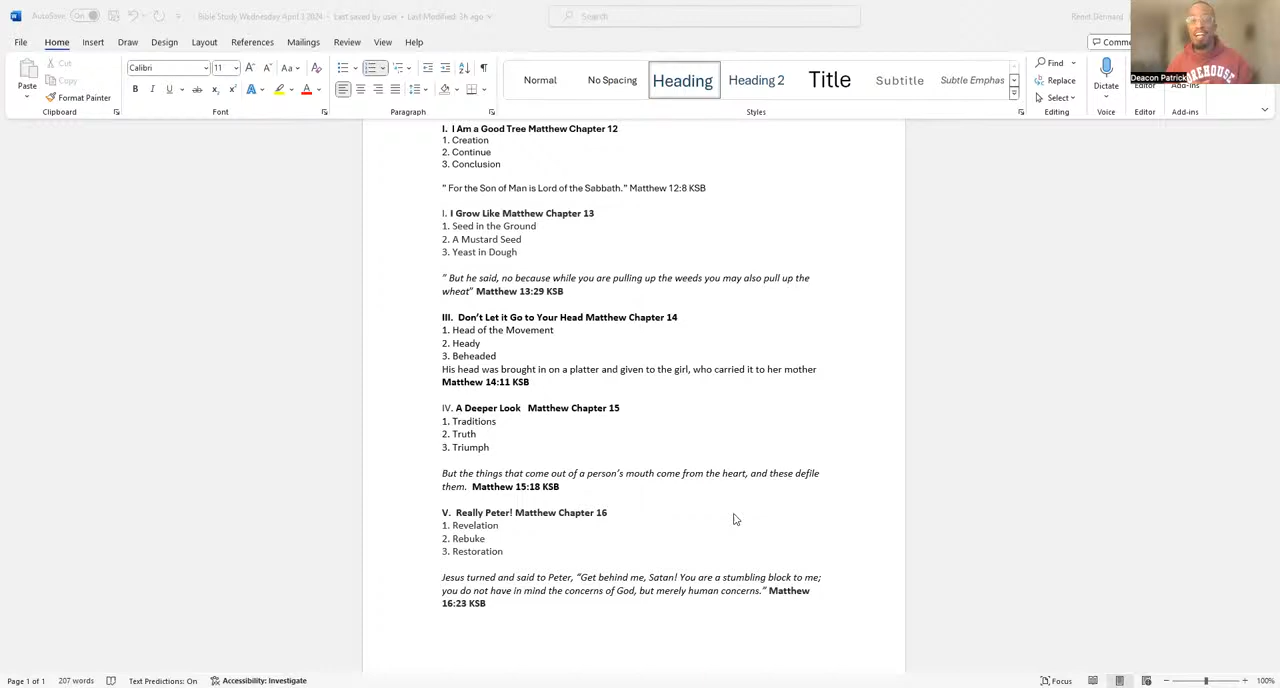 AutoSave On Bible Study Wednesday April 3 2024 · Last saved by user · Last Modified: 3h ago Search
Deacon Patrick
File Home Insert Draw Design Layout References Mailings Review View Help
Paste Cut Copy Format Painter
Clipboard
Calibri 11
Font
Paragraph
Normal No Spacing Heading Heading 2 Title Subtitle Subtle Emphas
Styles
Find Replace Select
Editing
Dictate
Voice
Editor
Editor
Add-ins
Add-ins
I. I Am a Good Tree Matthew Chapter 12
1. Creation
2. Continue
3. Conclusion
" For the Son of Man is Lord of the Sabbath." Matthew 12:8 KSB
I. I Grow Like Matthew Chapter 13
1. Seed in the Ground
2. A Mustard Seed
3. Yeast in Dough
" But he said, no because while you are pulling up the weeds you may also pull up the
wheat" Matthew 13:29 KSB
III. Don't Let it Go to Your Head Matthew Chapter 14
1. Head of the Movement
2. Heady
3. Beheaded
His head was brought in on a platter and given to the girl, who carried it to her mother
Matthew 14:11 KSB
IV. A Deeper Look Matthew Chapter 15
1. Traditions
2. Truth
3. Triumph
But the things that come out of a person's mouth come from the heart, and these defile
them. Matthew 15:18 KSB
V. Really Peter! Matthew Chapter 16
1. Revelation
2. Rebuke
3. Restoration
Jesus turned and said to Peter, "Get behind me, Satan! You are a stumbling block to me;
you do not have in mind the concerns of God, but merely human concerns." Matthew
16:23 KSB
Page 1 of 1 207 words Text Predictions: On Accessibility: Investigate Focus 100%